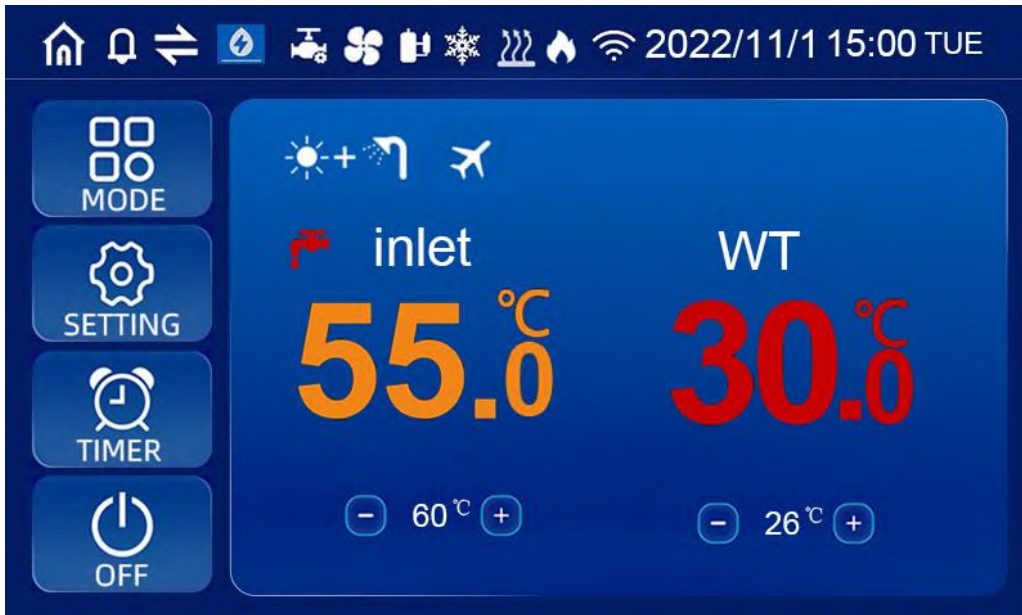 2022/11/1 15:00 TUE
MODE
SETTING
TIMER
OFF
inlet WT
55.0℃ 30.0℃
- 60℃ + - 26℃ +